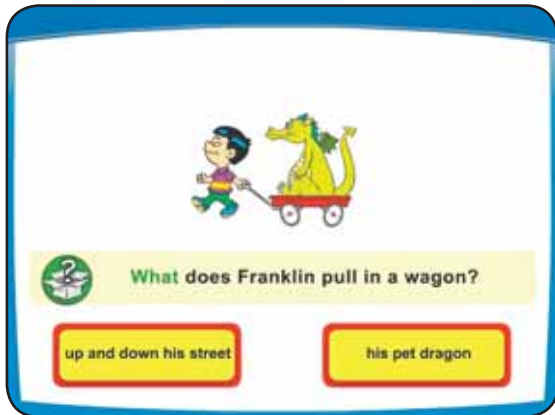 What does Franklin pull in a wagon?
up and down his street
his pet dragon